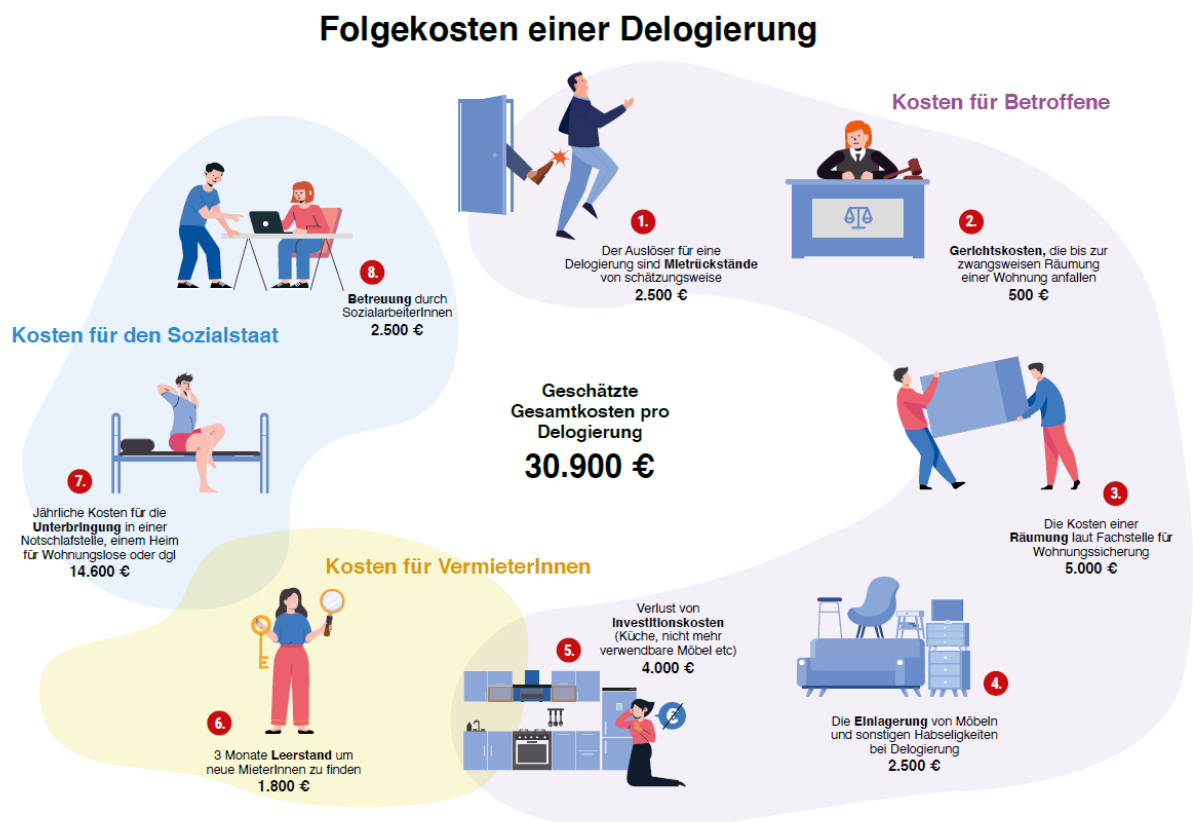 Folgekosten einer Delogierung
Kosten für Betroffene
1.
Der Auslöser für eine
Delogierung sind Mietrückstände
von schätzungsweise
2.500 €
2.
Gerichtskosten, die bis zur
zwangsweisen Räumung
einer Wohnung anfallen
500 €
3.
Die Kosten einer
Räumung laut Fachstelle für
Wohnungssicherung
5.000 €
4.
Die Einlagerung von Möbeln
und sonstigen Habseligkeiten
bei Delogierung
2.500 €
5.
Verlust von
Investitionskosten
(Küche, nicht mehr
verwendbare Möbel etc)
4.000 €
€
Kosten für VermieterInnen
6.
3 Monate Leerstand um
neue MieterInnen zu finden
1.800 €
Kosten für den Sozialstaat
7.
Jährliche Kosten für die
Unterbringung in einer
Notschlafstelle, einem Heim
für Wohnungslose oder dgl
14.600 €
8.
Betreuung durch
SozialarbeiterInnen
2.500 €
Geschätzte
Gesamtkosten pro
Delogierung
30.900 €